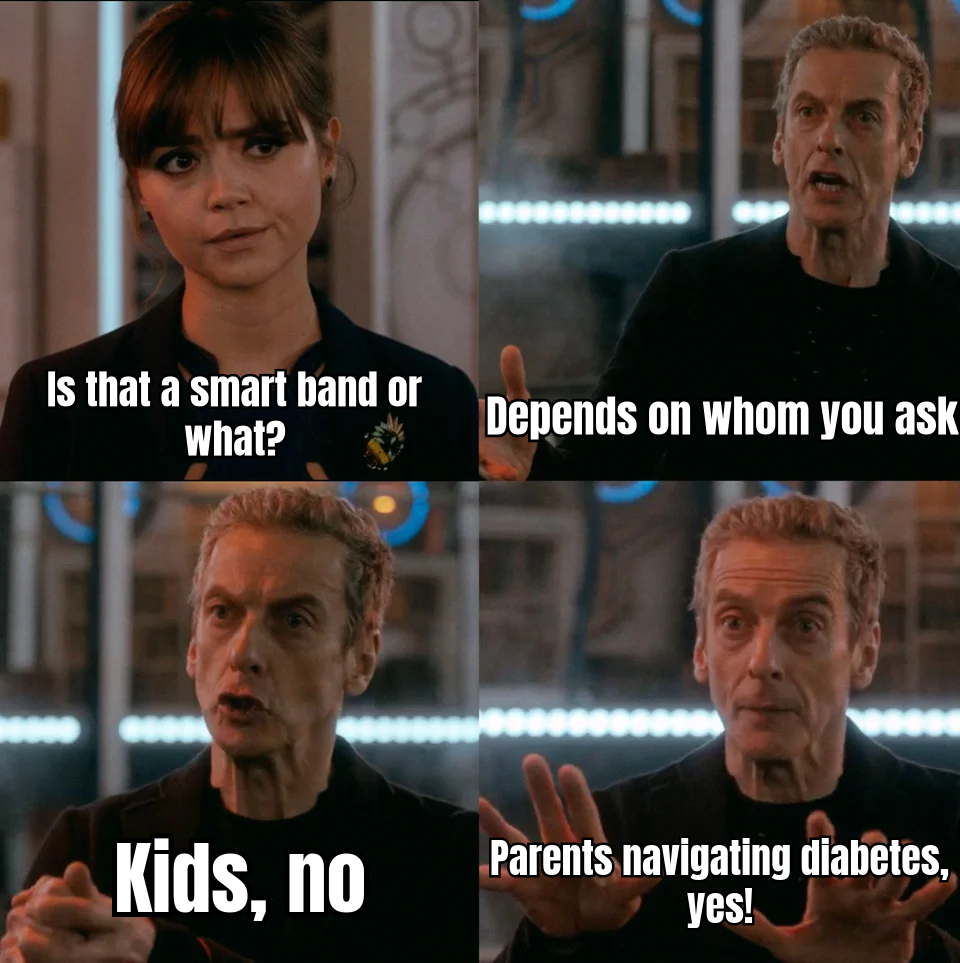 Is that a smart band or
what?
Depends on whom you ask
Kids, no
Parents navigating diabetes,
yes!